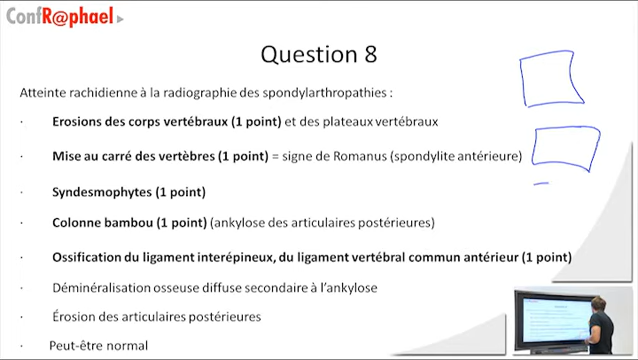 ConfR@phael
Question 8
Atteinte rachidienne à la radiographie des spondylarthropathies :
· Erosions des corps vertébraux (1 point) et des plateaux vertébraux
· Mise au carré des vertèbres (1 point) = signe de Romanus (spondylite antérieure)
· Syndesmophytes (1 point)
· Colonne bambou (1 point) (ankylose des articulaires postérieures)
· Ossification du ligament interépineux, du ligament vertébral commun antérieur (1 point)
· Déminéralisation osseuse diffuse secondaire à l'ankylose
· Érosion des articulaires postérieures
· Peut-être normal